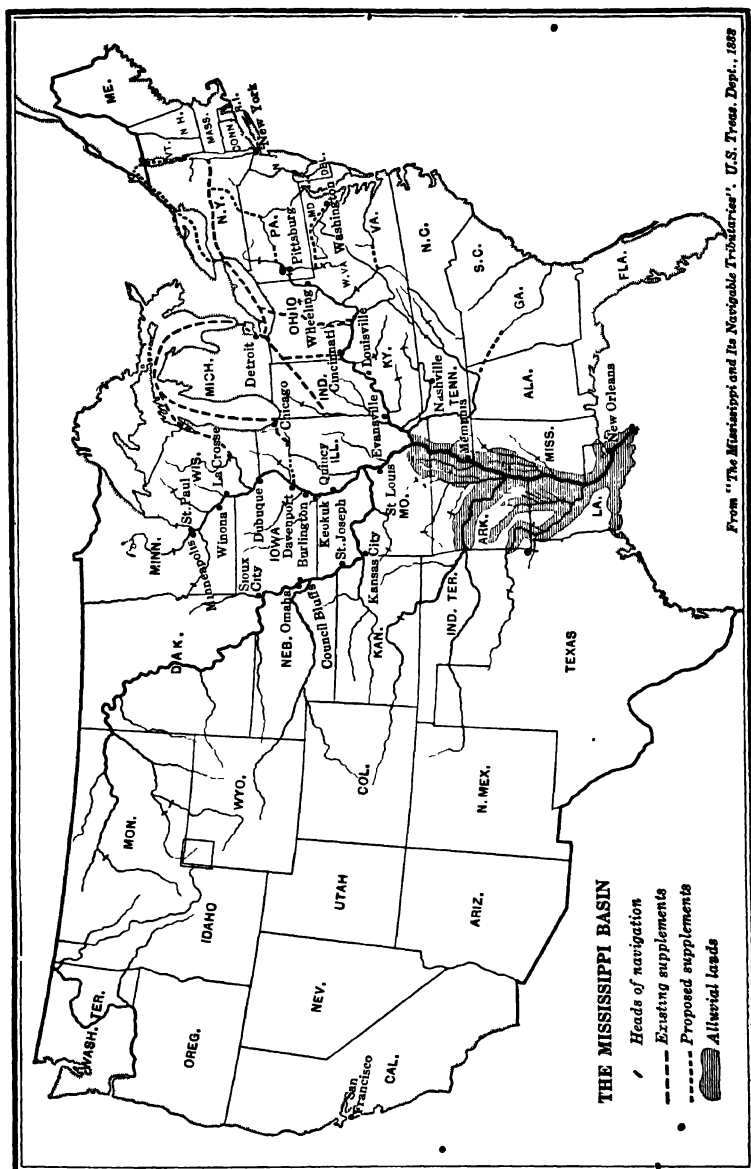 THE MISSISSIPPI BASIN
Heads of navigation
Existing supplements
Proposed supplements
Alluvial lands
WASH. TER.
OREG.
CAL.
San
Francisco
NEV.
IDAHO
UTAH
ARIZ.
MON.
WYO.
COL.
N. MEX.
DAK.
NEB.
KAN.
IND. TER.
TEXAS
MINN.
Minneapolis
St. Paul
Winona
La Crosse
WIS.
Dubuque
IOWA
Davenport
Burlington
Keokuk
Quincy
Sioux
City
Omaha
Council Bluffs
St. Joseph
Kansas City
St Louis
MO.
ARK.
LA.
New Orleans
MISS.
Memphis
ALA.
TENN.
Nashville
KY.
Evansville
Louisville
ILL.
Chicago
IND.
Cincinnati
MICH.
Detroit
OHIO
Wheeling
Pittsburg
PA.
N.Y.
New York
W.VA
VA.
MD
Washington
DEL.
N.C.
S.C.
GA.
FLA.
VT.
N H.
ME.
MASS.
CONN.
R.I.
From "The Mississippi and Its Navigable Tributaries". U.S. Treas. Dept., 1888